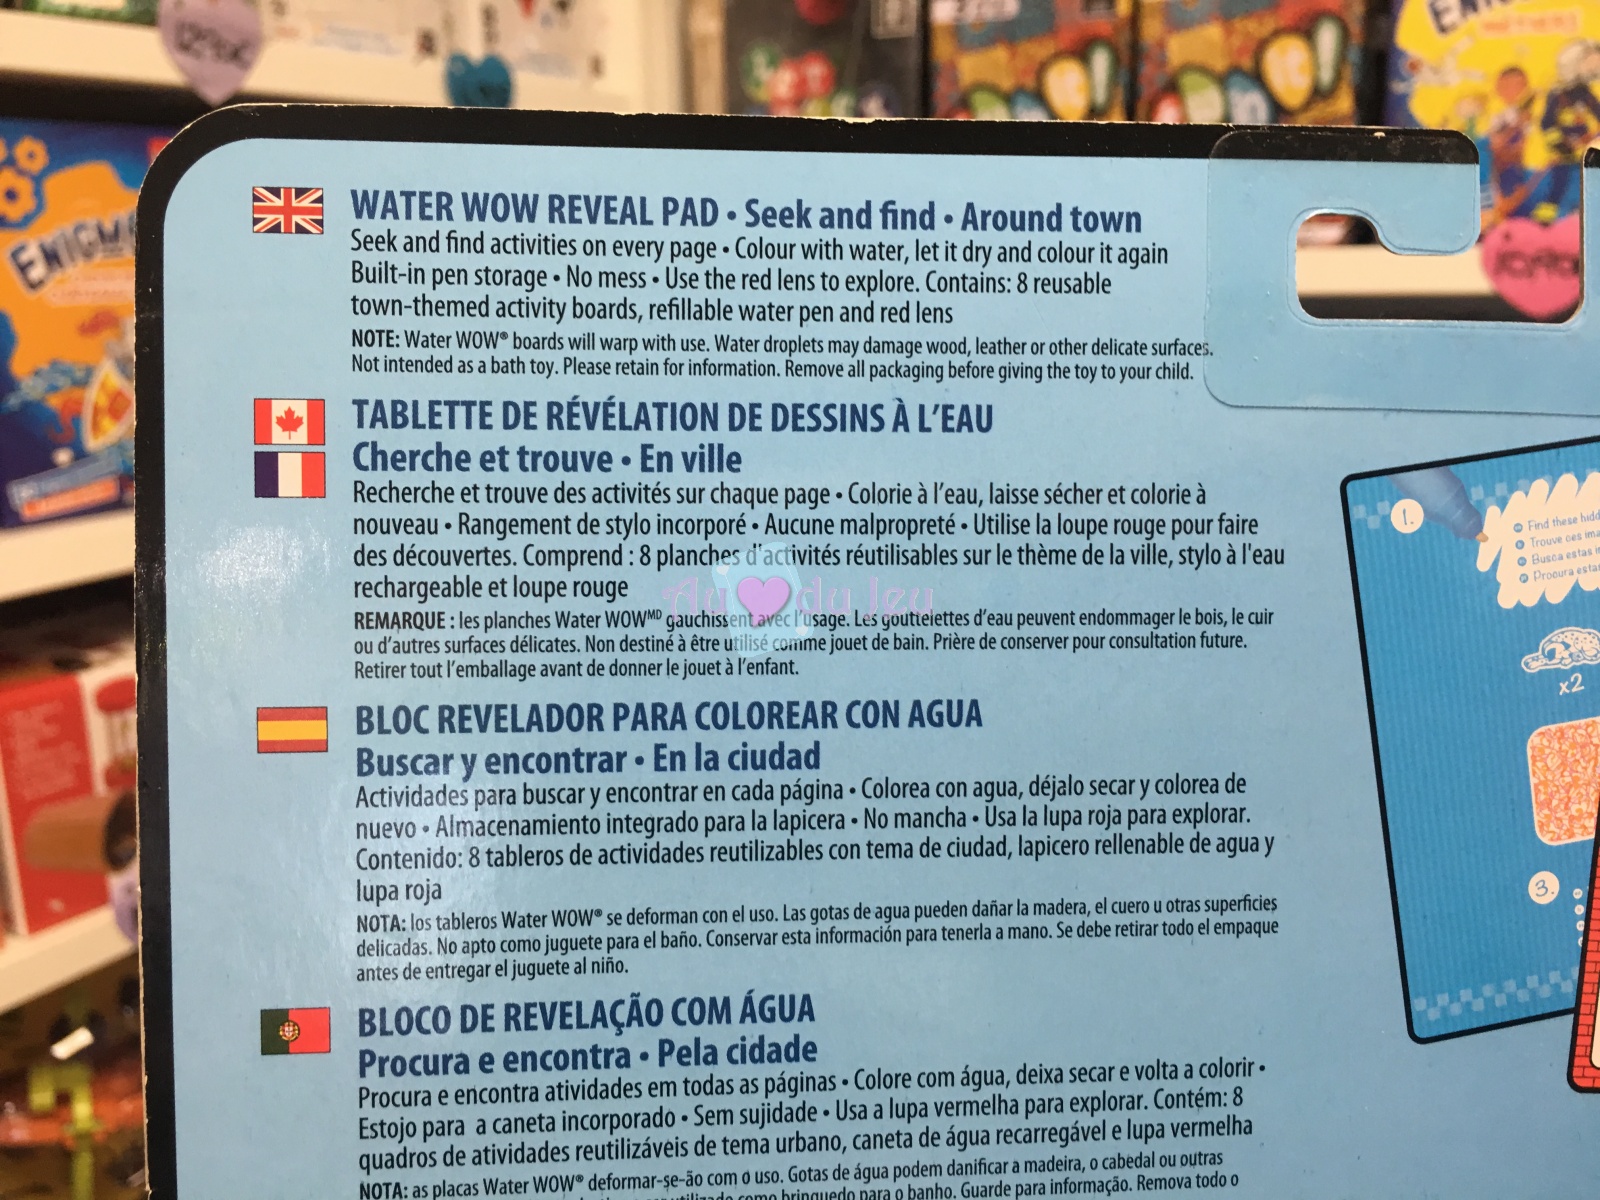 WATER WOW REVEAL PAD • Seek and find • Around town
Seek and find activities on every page • Colour with water, let it dry and colour it again
Built-in pen storage • No mess • Use the red lens to explore. Contains: 8 reusable
town-themed activity boards, refillable water pen and red lens
NOTE: Water WOW® boards will warp with use. Water droplets may damage wood, leather or other delicate surfaces.
Not intended as a bath toy. Please retain for information. Remove all packaging before giving the toy to your child.
TABLETTE DE RÉVÉLATION DE DESSINS À L'EAU
Cherche et trouve • En ville
Recherche et trouve des activités sur chaque page • Colorie à l'eau, laisse sécher et colorie à
nouveau • Rangement de stylo incorporé • Aucune malpropreté • Utilise la loupe rouge pour faire
des découvertes. Comprend : 8 planches d'activités réutilisables sur le thème de la ville, stylo à l'eau
rechargeable et loupe rouge
Au du Jeu
REMARQUE : les planches Water WOWMD gauchissent avec l'usage. Les gouttelettes d'eau peuvent endommager le bois, le cuir
ou d'autres surfaces délicates. Non destiné à être utilisé comme jouet de bain. Prière de conserver pour consultation future.
Retirer tout l'emballage avant de donner le jouet à l'enfant.
BLOC REVELADOR PARA COLOREAR CON AGUA
Buscar y encontrar • En la ciudad
Actividades para buscar y encontrar en cada página • Colorea con agua, déjalo secar y colorea de
nuevo • Almacenamiento integrado para la lapicera • No mancha • Usa la lupa roja para explorar.
Contenido: 8 tableros de actividades reutilizables con tema de ciudad, lapicero rellenable de agua y
lupa roja
NOTA: los tableros Water WOW® se deforman con el uso. Las gotas de agua pueden dañar la madera, el cuero u otras superficies
delicadas. No apto como juguete para el baño. Conservar esta información para tenerla a mano. Se debe retirar todo el empaque
antes de entregar el juguete al niño.
BLOCO DE REVELAÇÃO COM ÁGUA
Procura e encontra • Pela cidade
Procura e encontra atividades em todas as páginas • Colore com água, deixa secar e volta a colorir •
Estojo para a caneta incorporado • Sem sujidade • Usa a lupa vermelha para explorar. Contém: 8
quadros de atividades reutilizáveis de tema urbano, caneta de água recarregável e lupa vermelha
NOTA: as placas Water WOW® deformar-se-ão com o uso. Gotas de água podem danificar a madeira, o cabedal ou outras
como brinquedo para o banho. Guarde para informação. Remova todo o
1.
Find these
Trouve ces
Busca estas
Procura
x2
3.